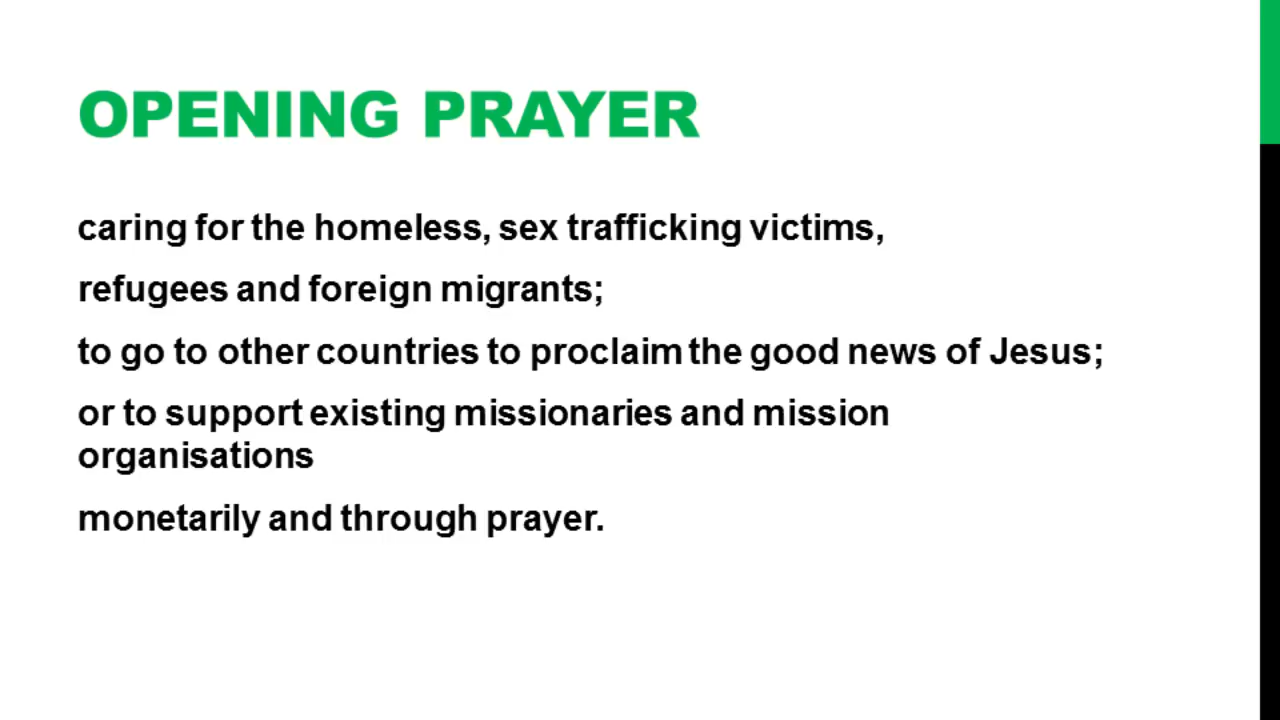 OPENING PRAYER
caring for the homeless, sex trafficking victims,
refugees and foreign migrants;
to go to other countries to proclaim the good news of Jesus;
or to support existing missionaries and mission
organisations
monetarily and through prayer.